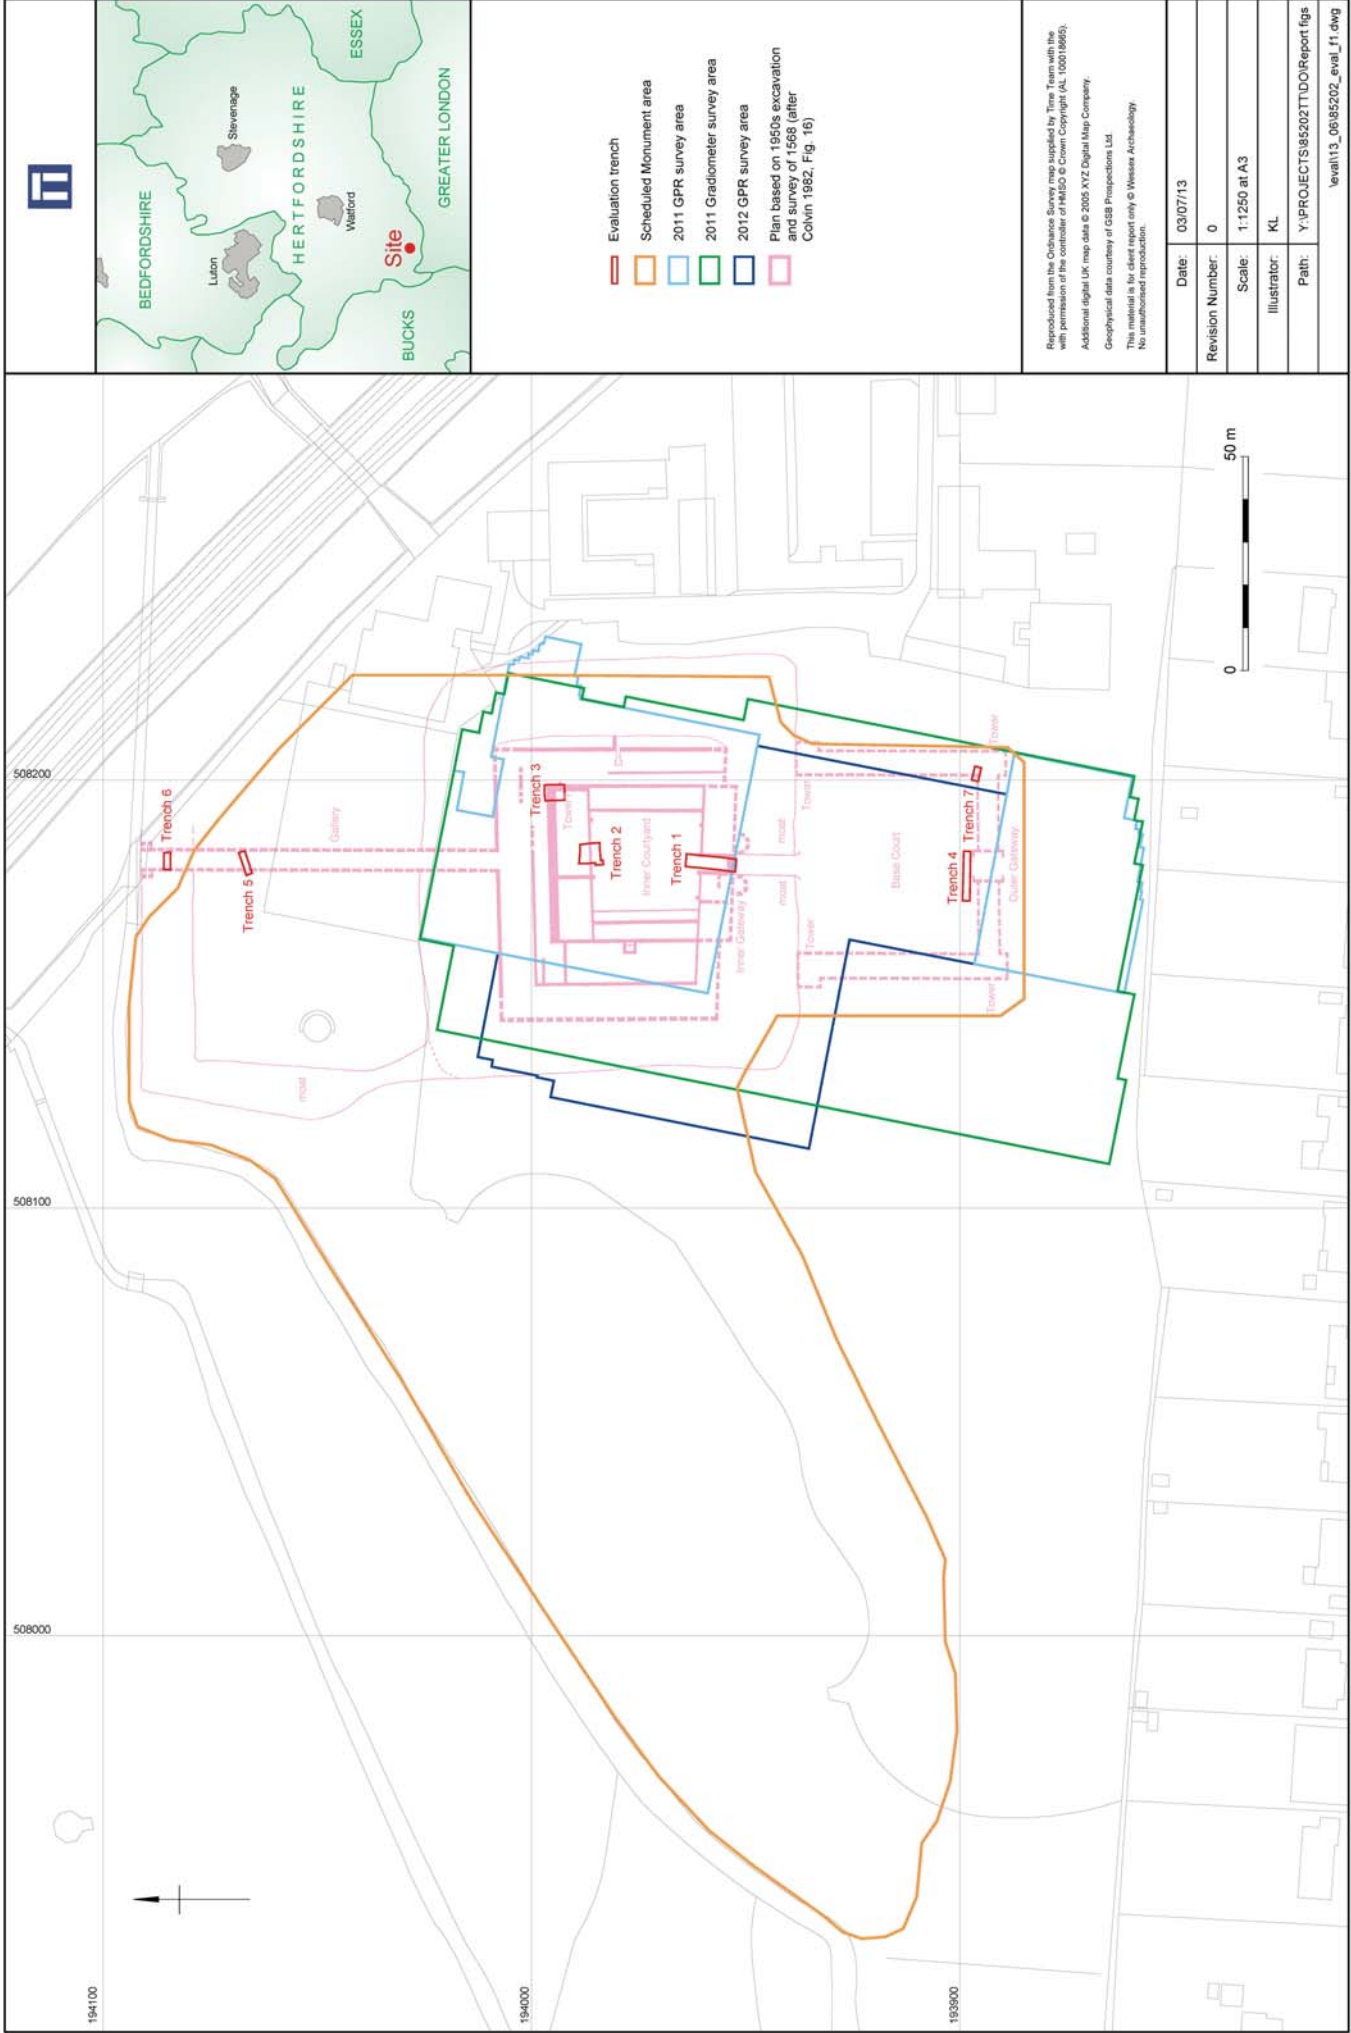 BEDFORDSHIRE
Luton
Stevenage
HERTFORDSHIRE
ESSEX
Watford
Site
BUCKS
GREATER LONDON
Evaluation trench
Scheduled Monument area
2011 GPR survey area
2011 Gradiometer survey area
2012 GPR survey area
Plan based on 1950s excavation
and survey of 1568 (after
Colvin 1982, Fig. 16)
Reproduced from the Ordnance Survey map supplied by Time Team with the
with permission of the controller of HMSO © Crown Copyright (AL 100018665).
Additional digital UK map data © 2005 XYZ Digital Map Company.
Geophysical data courtesy of GSB Prospections Ltd.
This material is for client report only © Wessex Archaeology.
No unauthorised reproduction.
Date: 03/07/13
Revision Number: 0
Scale: 1:1250 at A3
Illustrator: KL
Path: Y:\PROJECTS\85202TT\DO\Report figs
\eval\13_06\85202_eval_f1.dwg
508000
508100
508200
194100
194000
193900
Trench 6
Trench 5
Gallery
moat
Trench 3
Tower
Trench 2
Inner Courtyard
Trench 1
Inner Gateway
moat
moat
Tower
Tower
Base Court
Trench 4
Trench 7
Tower
Outer Gateway
Tower
0
50 m